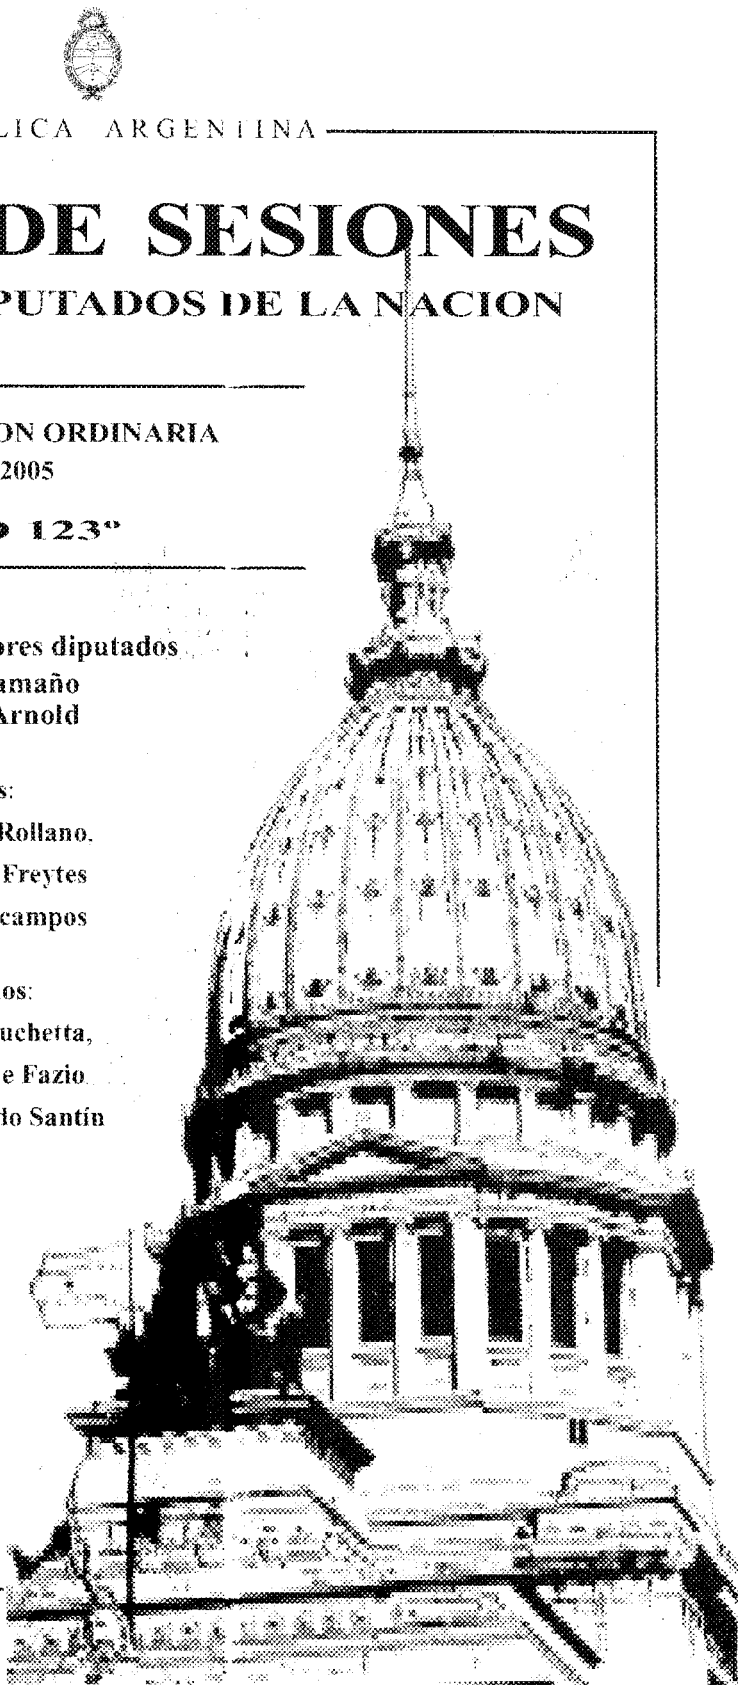 LICA ARGENTINA
DE SESIONES
PUTADOS DE LA NACION
ON ORDINARIA
2005
123º
ores diputados
amaño
Arnold
s:
Rollano.
Freytes
campos
os:
uchetta,
e Fazio
do Santín